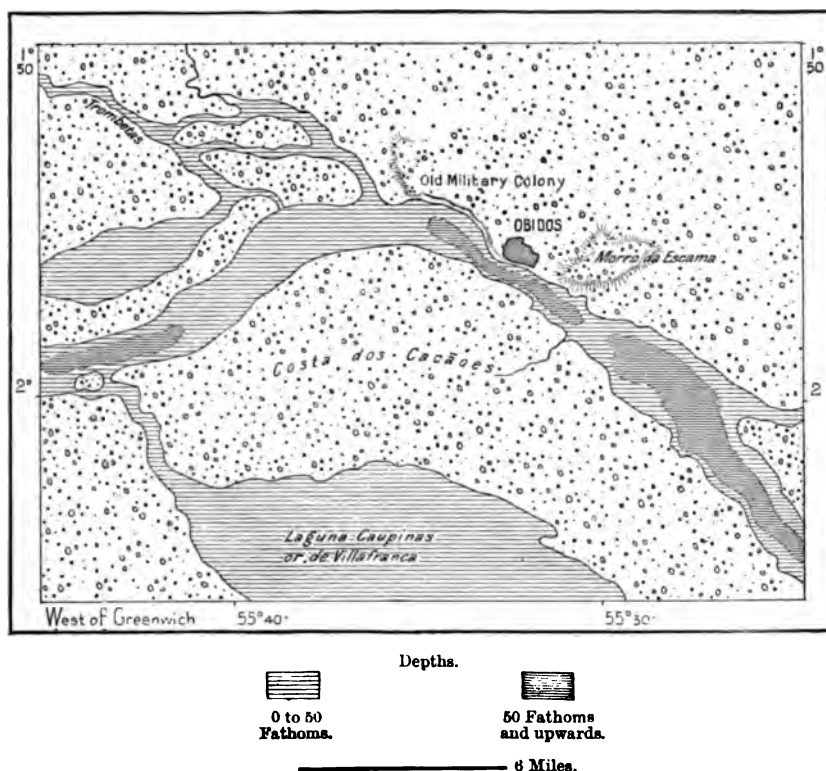 1°
50
1°
50
Trombetas
Old Military Colony
OBIDOS
Morro da Escama
Costa dos Cacãoes
2°
2
Laguna Caupinas
or. de Villafranca
West of Greenwich
55°40·
55°30·
Depths.
0 to 50
Fathoms.
50 Fathoms
and upwards.
6 Miles.